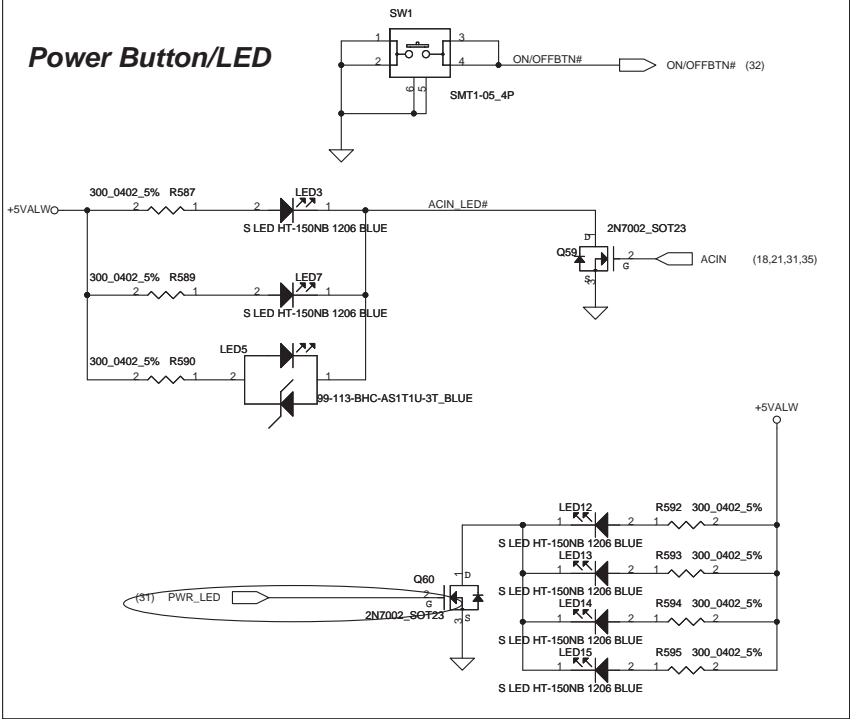 SW1
Power Button/LED
1 3
2 4
6 5
ON/OFFBTN# ON/OFFBTN# (32)
SMT1-05_4P
+5VALW
300_0402_5% R587
2 1
LED3
2 1
S LED HT-150NB 1206 BLUE
ACIN_LED#
2N7002_SOT23
Q59
D
1
G
2
S
3
ACIN (18,21,31,35)
300_0402_5% R589
2 1
LED7
2 1
S LED HT-150NB 1206 BLUE
300_0402_5% R590
2 1
LED5
2 1
99-113-BHC-AS1T1U-3T_BLUE
+5VALW
LED12
1 2
R592 300_0402_5%
1 2
S LED HT-150NB 1206 BLUE
LED13
1 2
R593 300_0402_5%
1 2
S LED HT-150NB 1206 BLUE
LED14
1 2
R594 300_0402_5%
1 2
S LED HT-150NB 1206 BLUE
LED15
1 2
R595 300_0402_5%
1 2
S LED HT-150NB 1206 BLUE
(31) PWR_LED
Q60
1
D
2
G
S
3
2N7002_SOT23